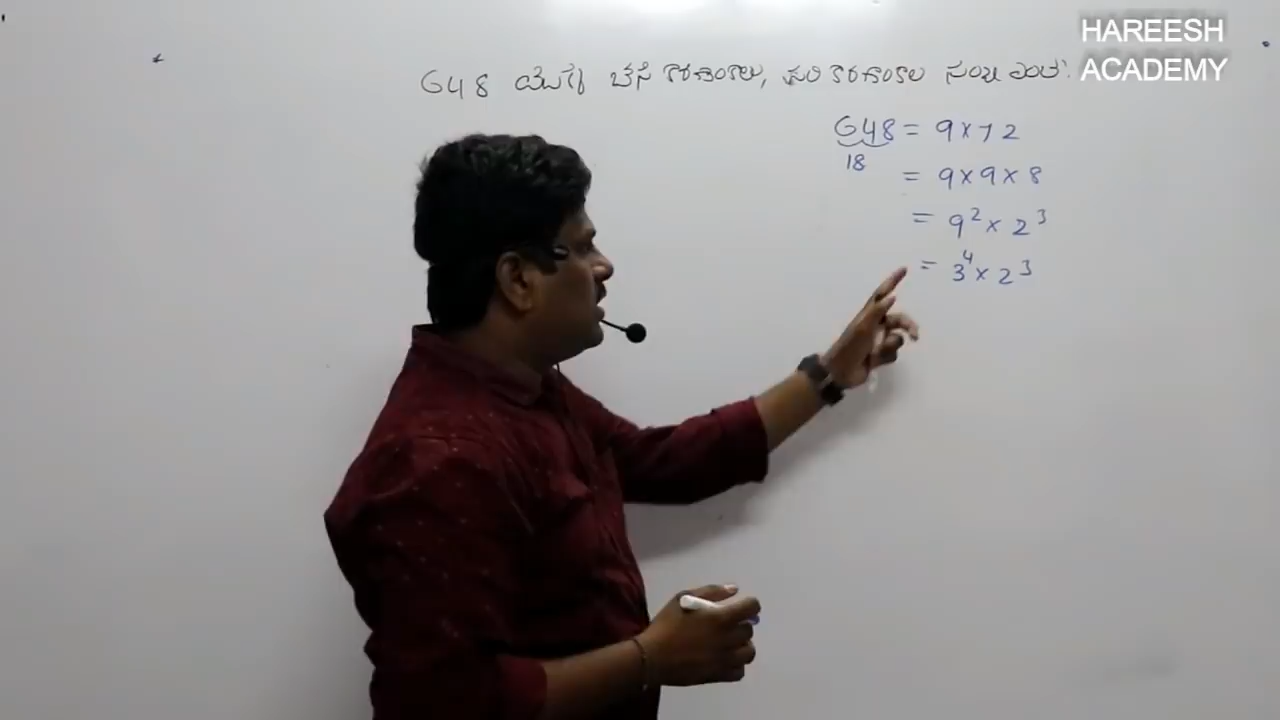 HAREESH
ACADEMY
648 ಯ ಬೆಸ ಸಂಖ್ಯೆ ಎಂತ
648 = 9×72
18
= 9×9×8
= 9² × 2³
= 3⁴ × 2³